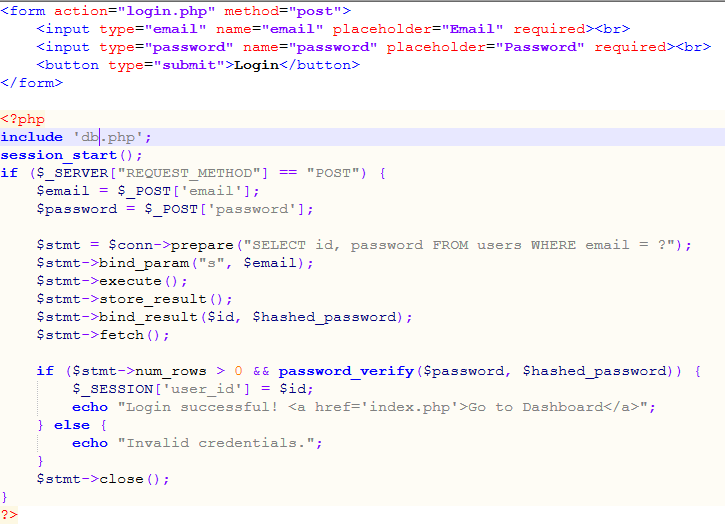 <form action="login.php" method="post">
    <input type="email" name="email" placeholder="Email" required><br>
    <input type="password" name="password" placeholder="Password" required><br>
    <button type="submit">Login</button>
</form>

<?php
include 'db.php';
session_start();
if ($_SERVER["REQUEST_METHOD"] == "POST") {
    $email = $_POST['email'];
    $password = $_POST['password'];

    $stmt = $conn->prepare("SELECT id, password FROM users WHERE email = ?");
    $stmt->bind_param("s", $email);
    $stmt->execute();
    $stmt->store_result();
    $stmt->bind_result($id, $hashed_password);
    $stmt->fetch();

    if ($stmt->num_rows > 0 && password_verify($password, $hashed_password)) {
        $_SESSION['user_id'] = $id;
        echo "Login successful! <a href='index.php'>Go to Dashboard</a>";
    } else {
        echo "Invalid credentials.";
    }
    $stmt->close();
}
?>